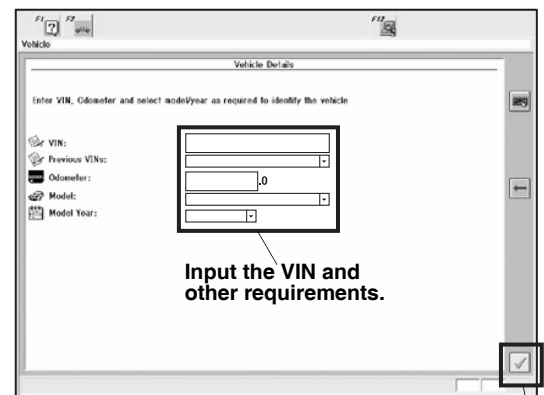 F1 F2 F12
Vehicle
Vehicle Details
Enter VIN, Odometer and select model/year as required to identify the vehicle
VIN:
Previous VINs:
Odometer:
.0
Model:
Model Year:
Input the VIN and
other requirements.